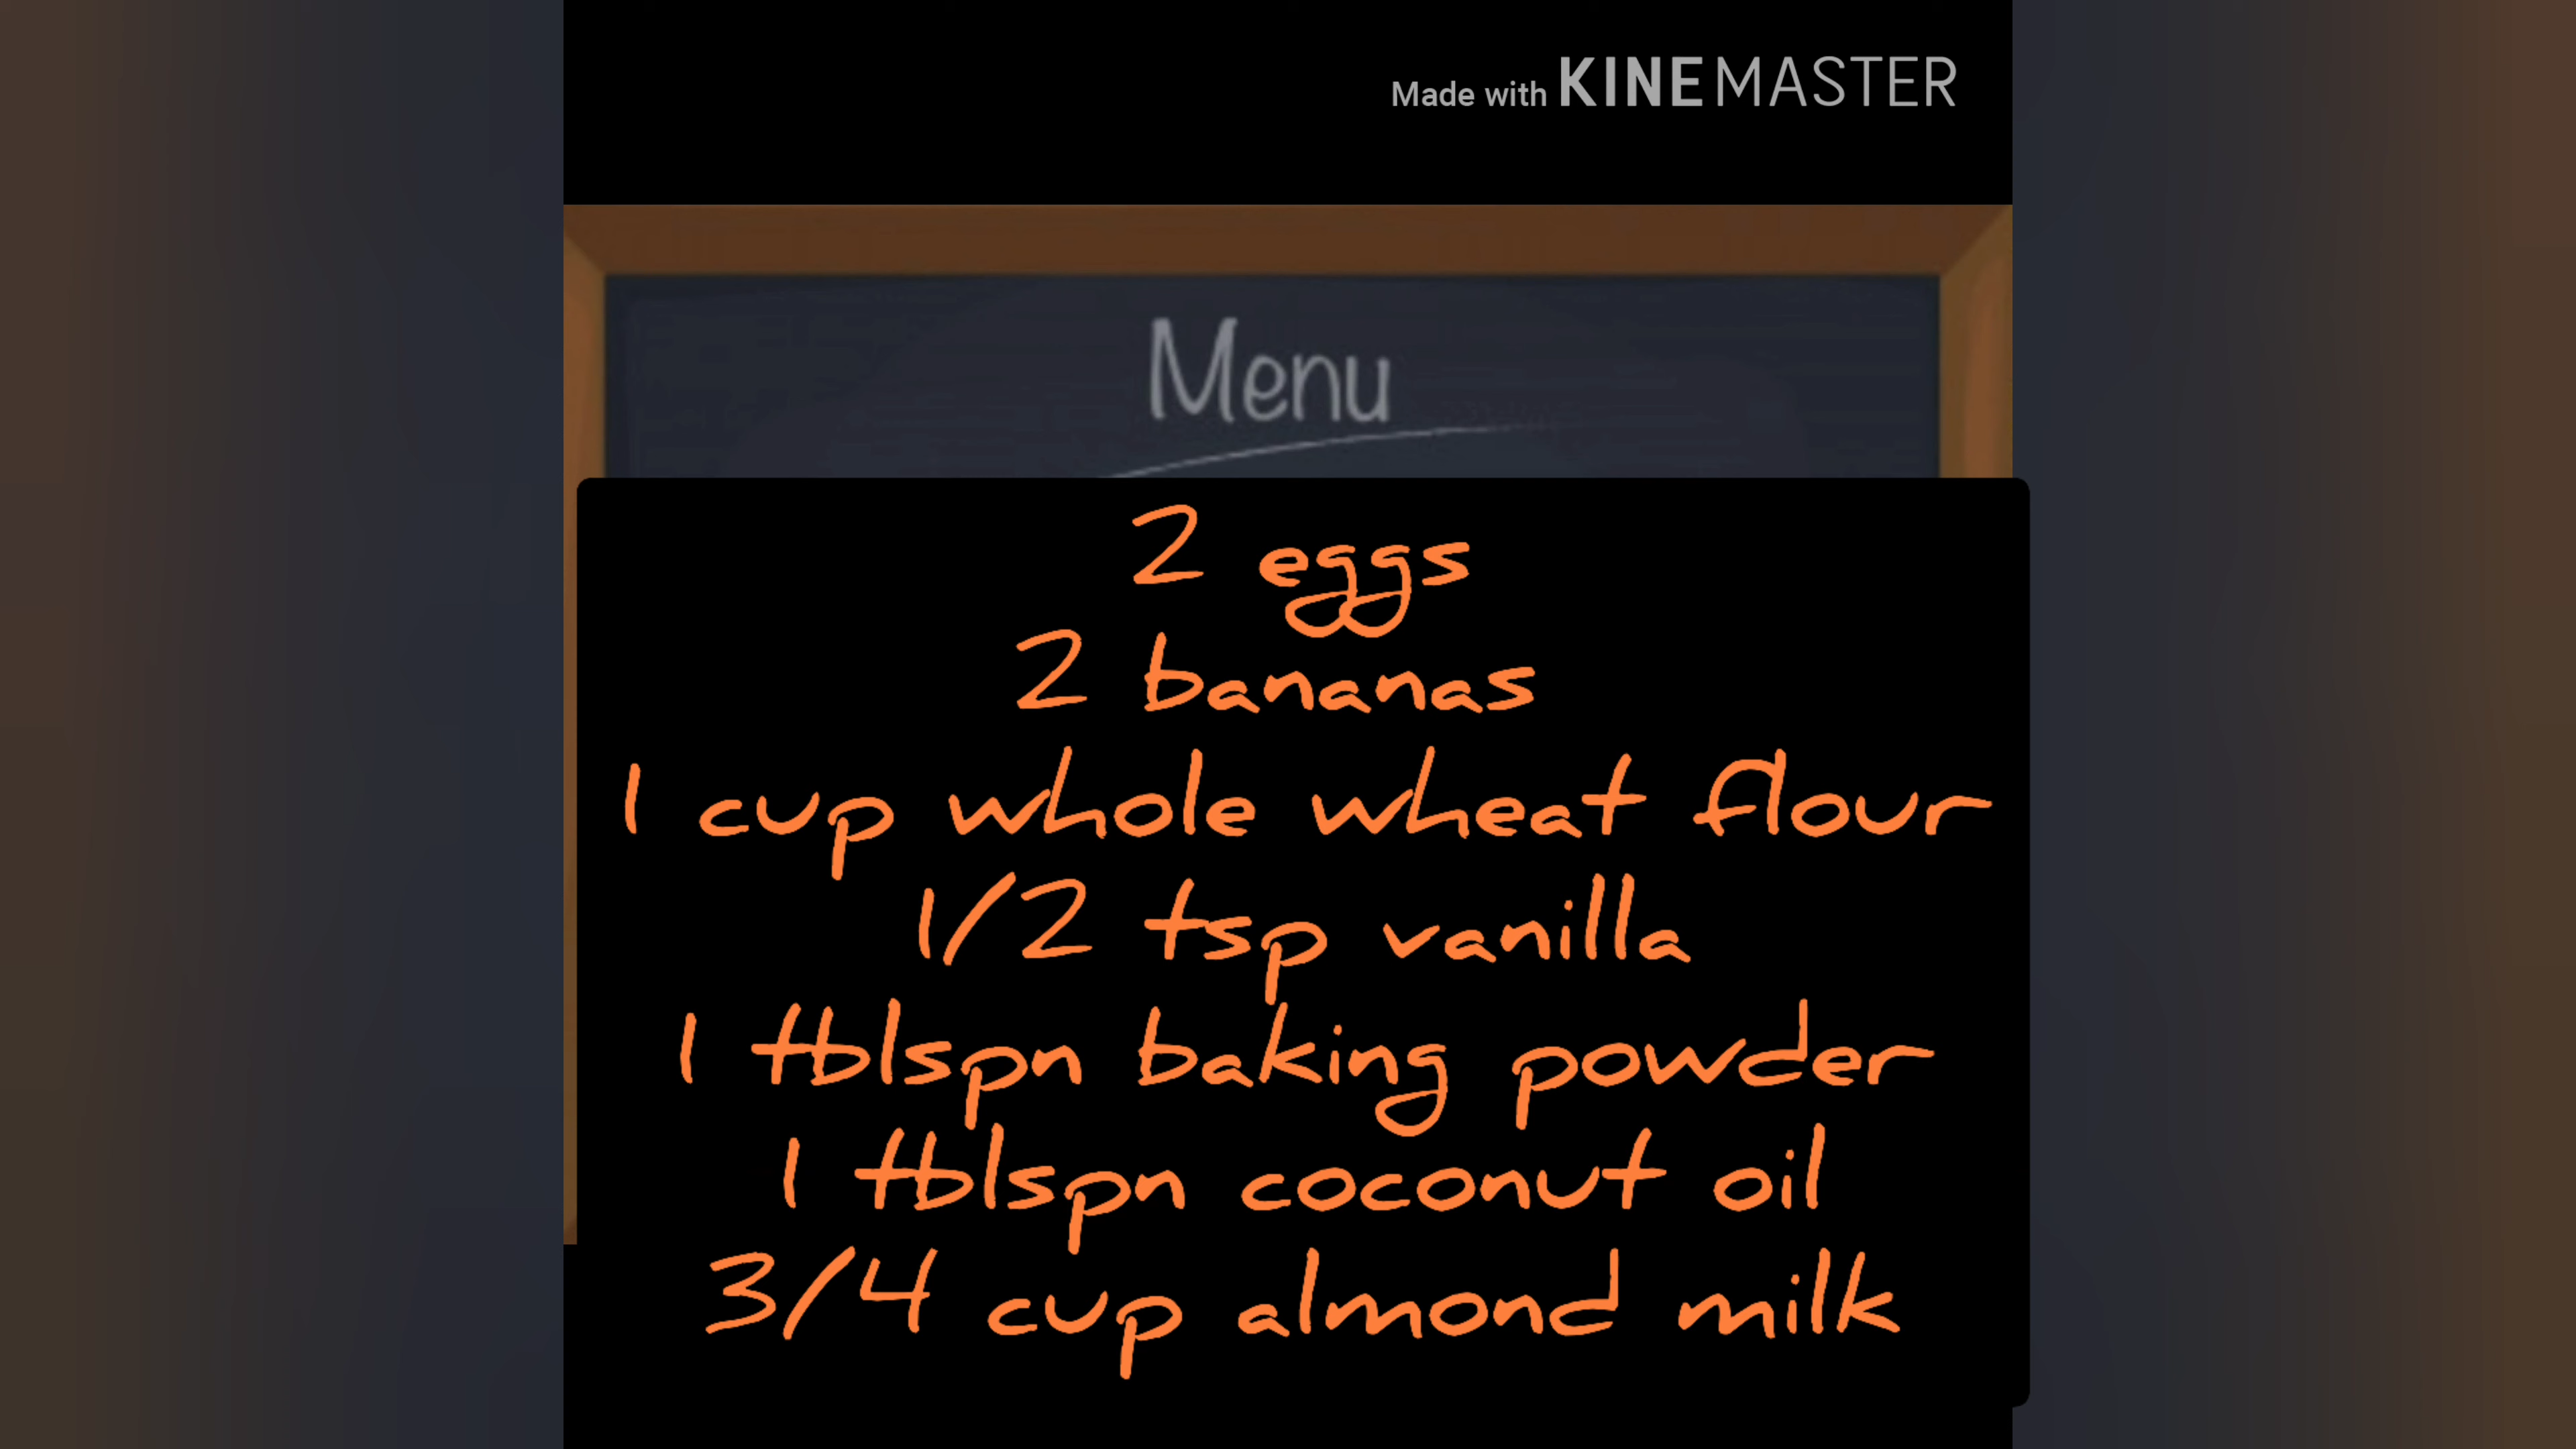 Made with KINEMASTER
Menu
2 eggs
2 bananas
1 cup whole wheat flour
1/2 tsp vanilla
1 tblspn baking powder
1 tblspn coconut oil
3/4 cup almond milk